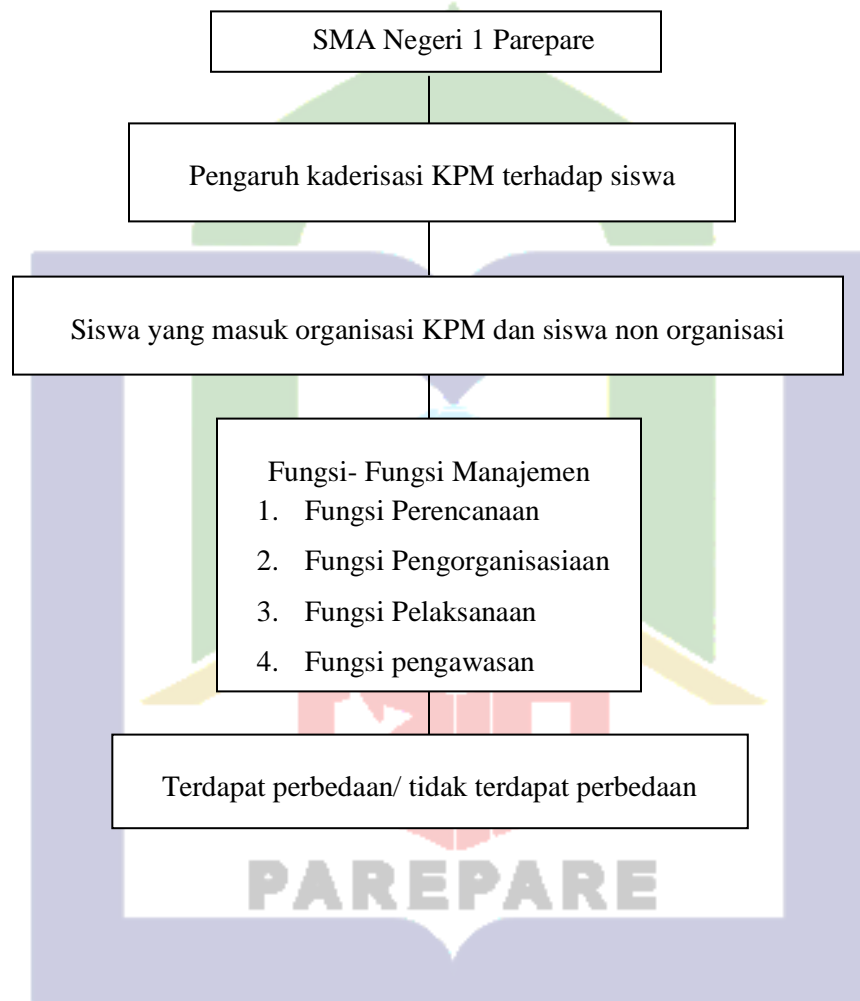 SMA Negeri 1 Parepare
Pengaruh kaderisasi KPM terhadap siswa
Siswa yang masuk organisasi KPM dan siswa non organisasi
Fungsi- Fungsi Manajemen
1. Fungsi Perencanaan
2. Fungsi Pengorganisasiaan
3. Fungsi Pelaksanaan
4. Fungsi pengawasan
Terdapat perbedaan/ tidak terdapat perbedaan
PAREPARE